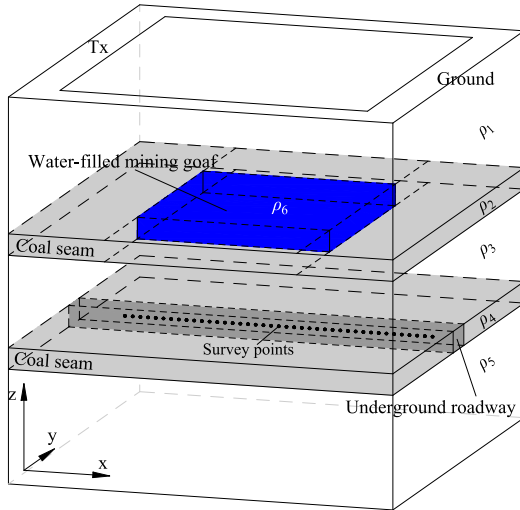 Tx
Ground
ρ1
Water-filled mining goaf
ρ6
ρ2
Coal seam
ρ3
ρ4
Survey points
Coal seam
ρ5
Underground roadway
z
y
x